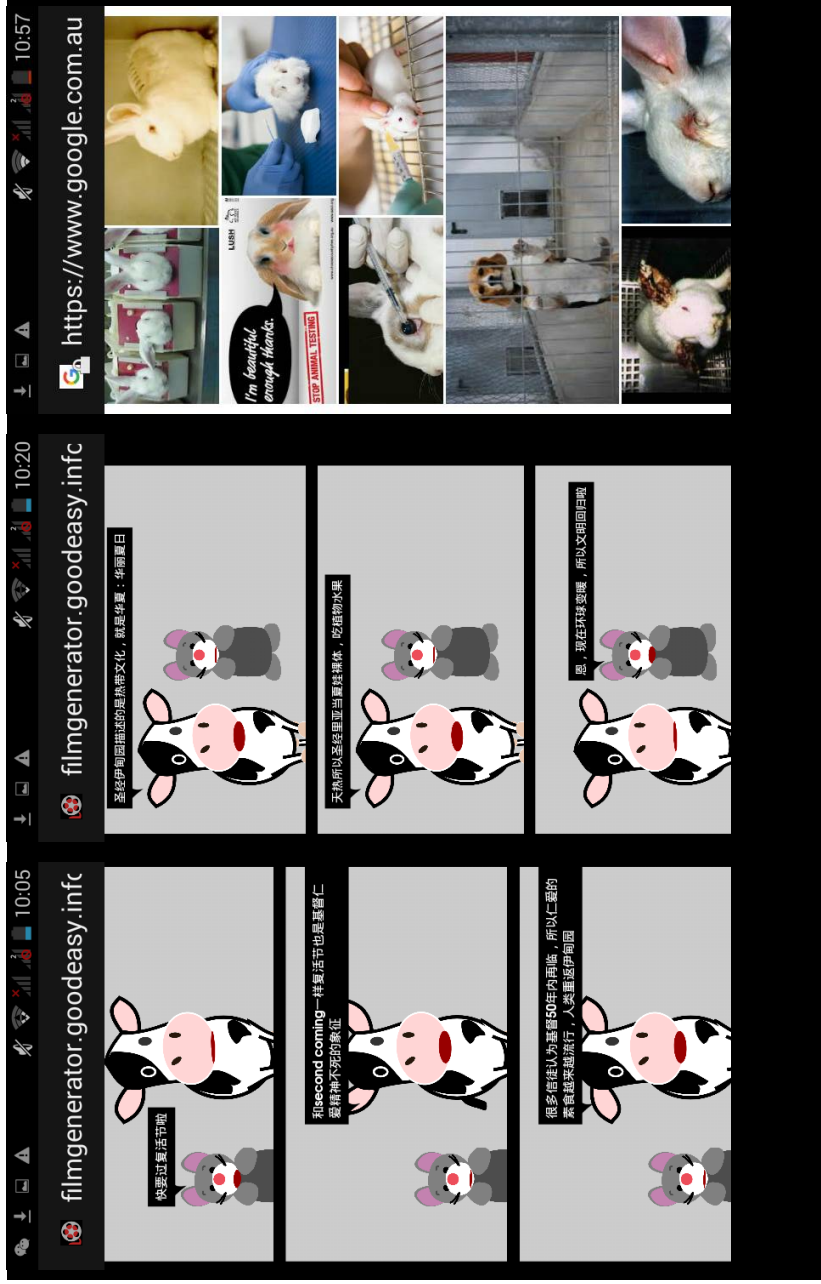 10:05
filmgenerator.goodeasy.info
快要过复活节啦
和second coming一样复活节也是基督仁
爱精神不死的象征
很多信徒认为基督50年内再临，所以仁爱的
素食越来越流行，人类重返伊甸园
2
10:20
filmgenerator.goodeasy.info
圣经伊甸园描述的是热带文化，就是华夏：华丽夏日
天热所以圣经里亚当夏娃裸体，吃植物水果
恩，现在环球变暖，所以文明回归啦
2
10:57
https://www.google.com.au
LUSH
I'm beautiful
enough thanks.
STOP ANIMAL TESTING